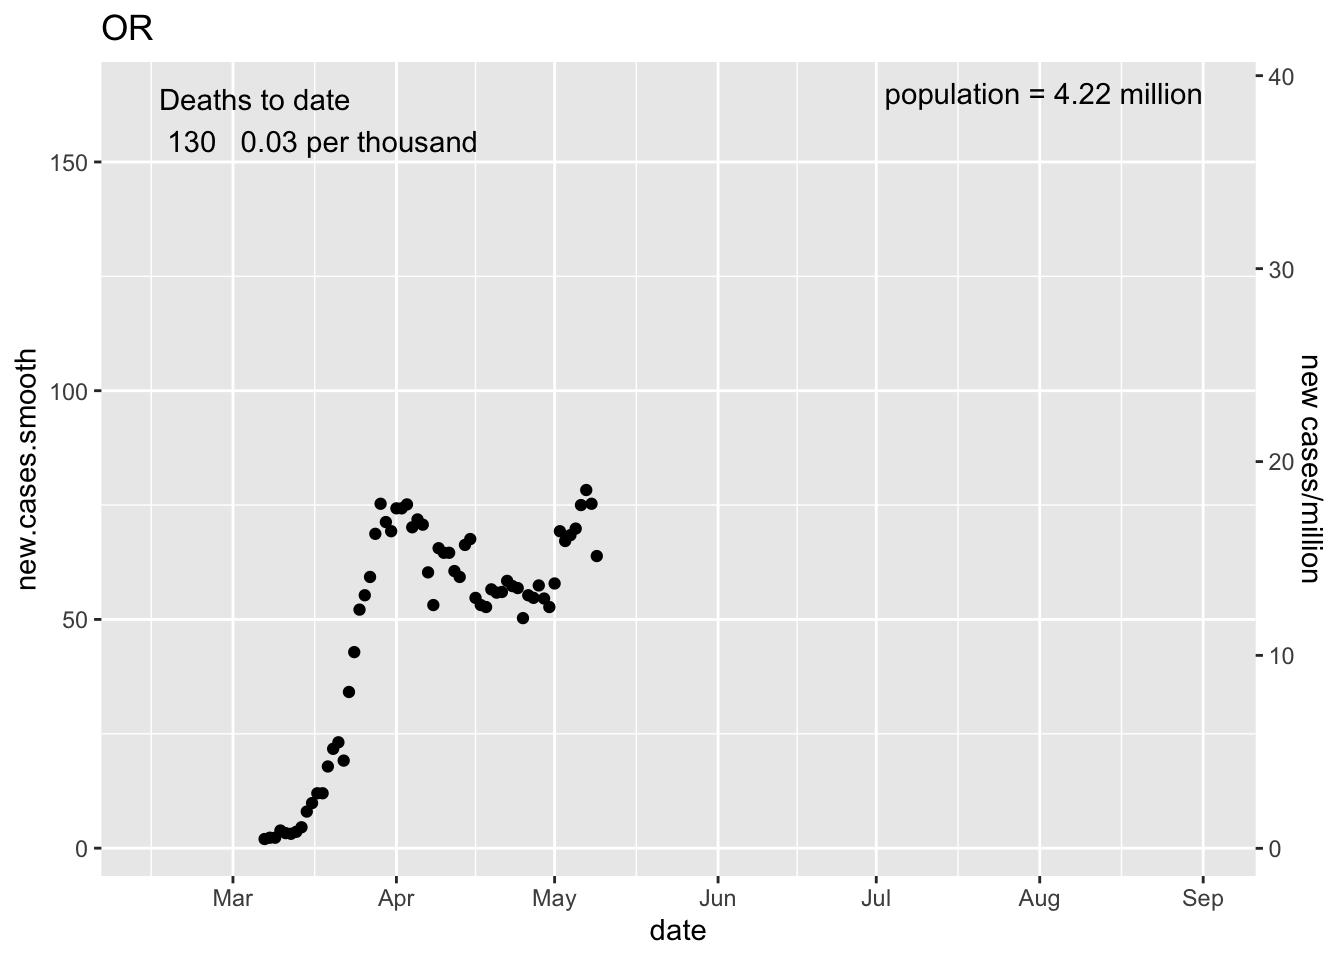 OR
Deaths to date
130 0.03 per thousand
population = 4.22 million
150
100
50
0
new.cases.smooth
40
30
20
10
0
new cases/million
Mar Apr May Jun Jul Aug Sep
date